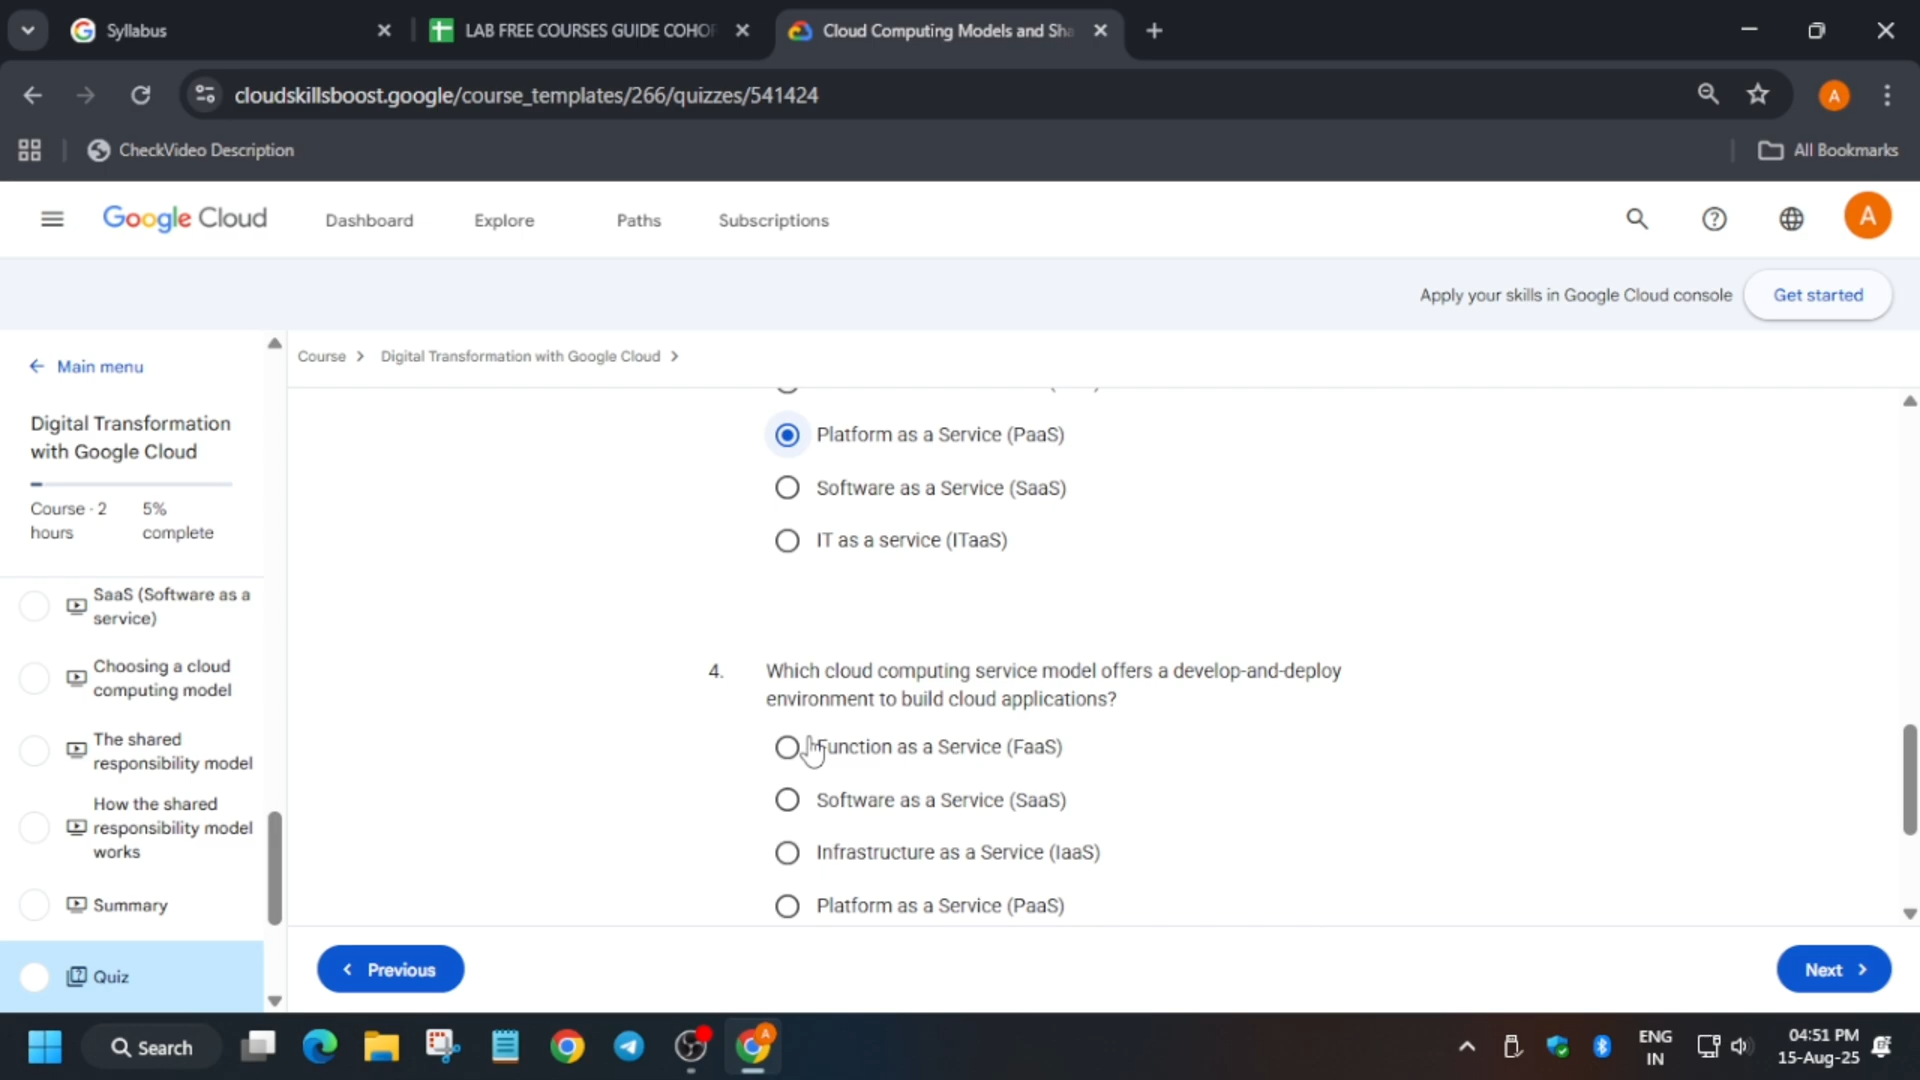 Syllabus
LAB FREE COURSES GUIDE COHO
Cloud Computing Models and Sha
cloudskillsboost.google/course_templates/266/quizzes/541424
A
CheckVideo Description
All Bookmarks
Google Cloud
Dashboard
Explore
Paths
Subscriptions
A
Apply your skills in Google Cloud console
Get started
Main menu
Course
Digital Transformation with Google Cloud
Digital Transformation
with Google Cloud
Course · 2
hours
5%
complete
SaaS (Software as a
service)
Choosing a cloud
computing model
The shared
responsibility model
How the shared
responsibility model
works
Summary
Quiz
Platform as a Service (PaaS)
Software as a Service (SaaS)
IT as a service (ITaaS)
4. Which cloud computing service model offers a develop-and-deploy
environment to build cloud applications?
Function as a Service (FaaS)
Software as a Service (SaaS)
Infrastructure as a Service (IaaS)
Platform as a Service (PaaS)
Previous
Next
Search
A
ENG
IN
04:51 PM
15-Aug-25